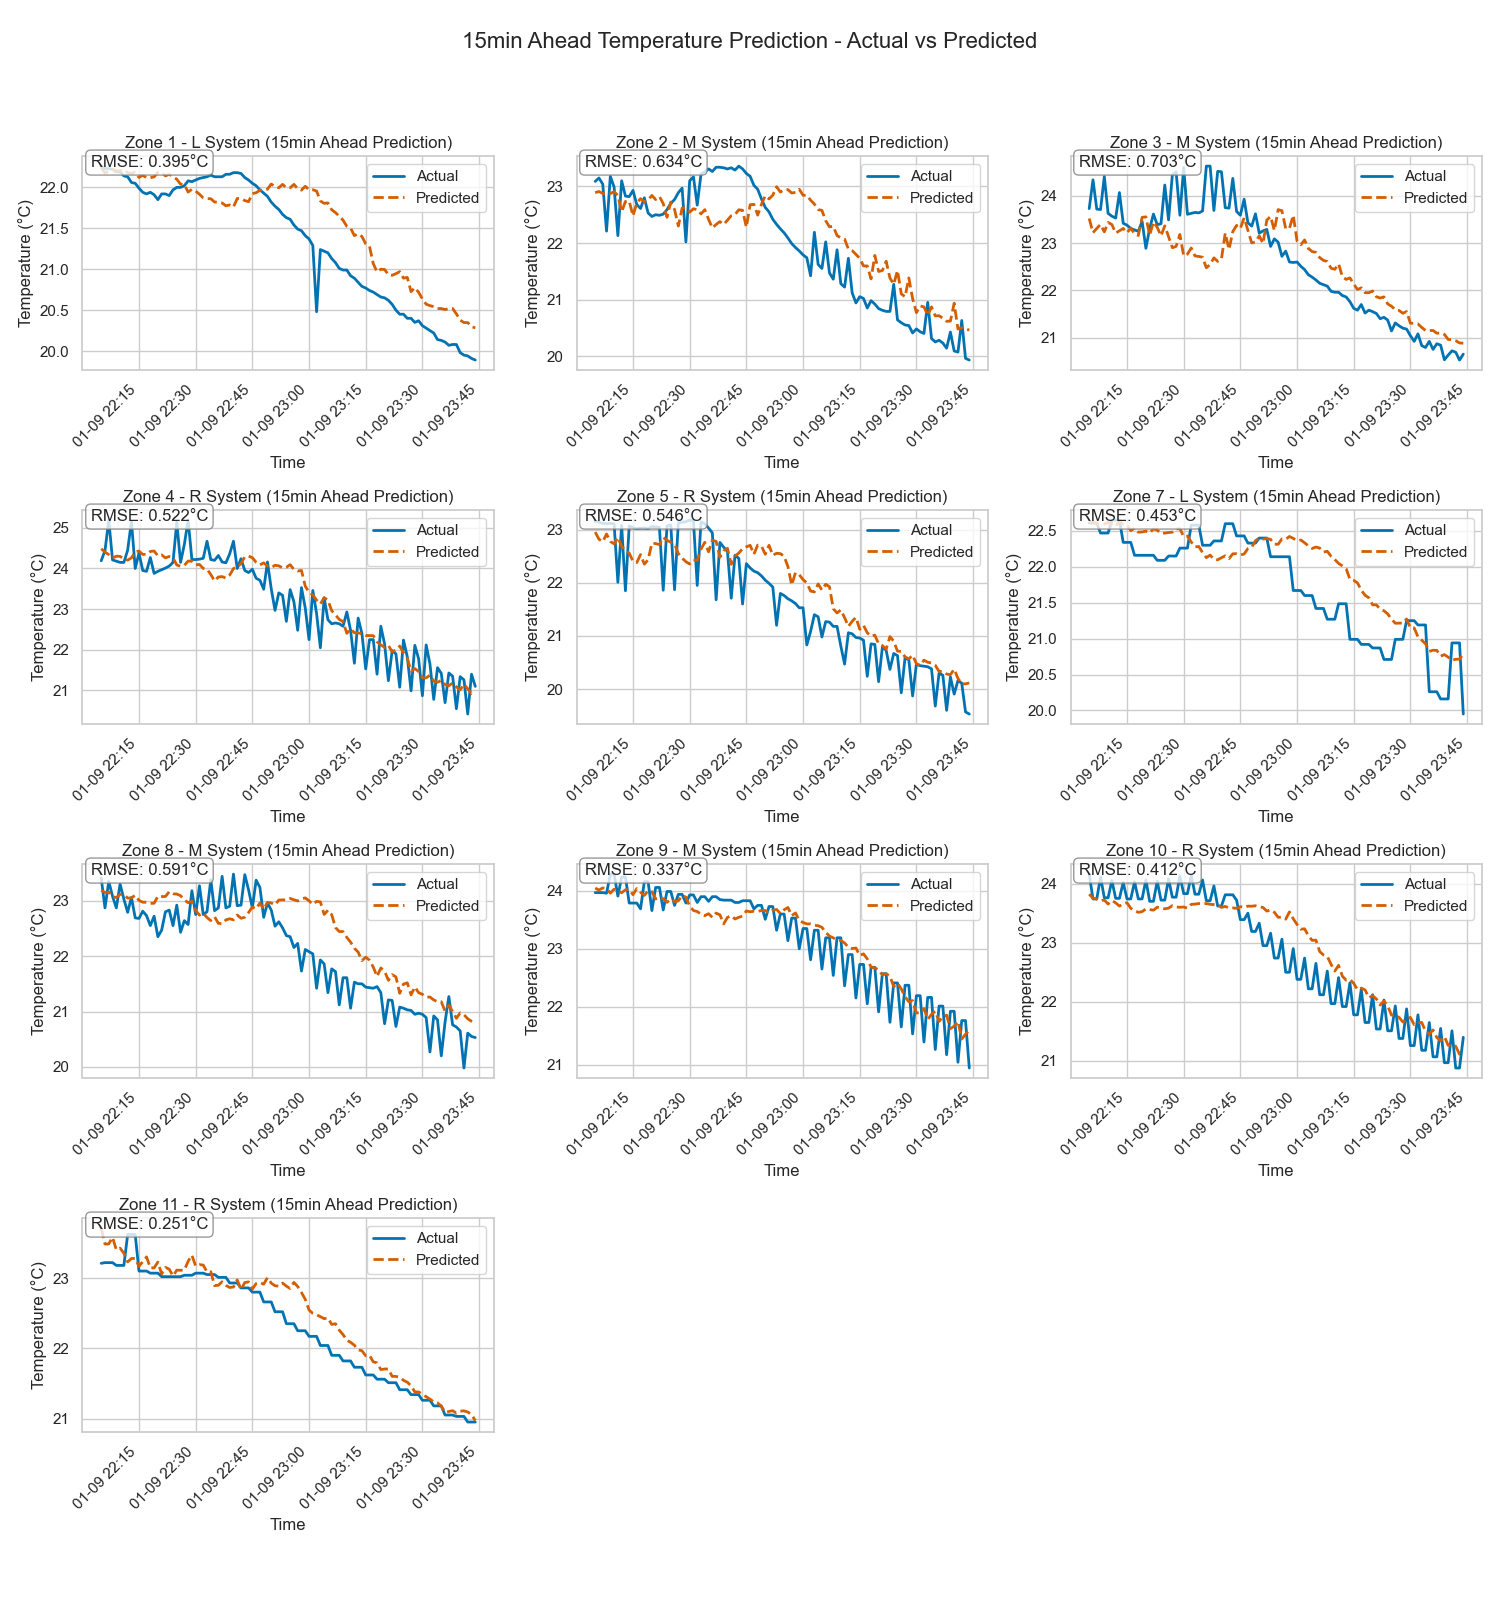 15min Ahead Temperature Prediction - Actual vs Predicted
Zone 1 - L System (15min Ahead Prediction)
RMSE: 0.395°C
Actual
Predicted
Temperature (°C)
22.0
21.5
21.0
20.5
20.0
01-09 22:15
01-09 22:30
01-09 22:45
01-09 23:00
01-09 23:15
01-09 23:30
01-09 23:45
Time
Zone 2 - M System (15min Ahead Prediction)
RMSE: 0.634°C
Actual
Predicted
Temperature (°C)
23
22
21
20
01-09 22:15
01-09 22:30
01-09 22:45
01-09 23:00
01-09 23:15
01-09 23:30
01-09 23:45
Time
Zone 3 - M System (15min Ahead Prediction)
RMSE: 0.703°C
Actual
Predicted
Temperature (°C)
24
23
22
21
01-09 22:15
01-09 22:30
01-09 22:45
01-09 23:00
01-09 23:15
01-09 23:30
01-09 23:45
Time
Zone 4 - R System (15min Ahead Prediction)
RMSE: 0.522°C
Actual
Predicted
Temperature (°C)
25
24
23
22
21
01-09 22:15
01-09 22:30
01-09 22:45
01-09 23:00
01-09 23:15
01-09 23:30
01-09 23:45
Time
Zone 5 - R System (15min Ahead Prediction)
RMSE: 0.546°C
Actual
Predicted
Temperature (°C)
23
22
21
20
01-09 22:15
01-09 22:30
01-09 22:45
01-09 23:00
01-09 23:15
01-09 23:30
01-09 23:45
Time
Zone 7 - L System (15min Ahead Prediction)
RMSE: 0.453°C
Actual
Predicted
Temperature (°C)
22.5
22.0
21.5
21.0
20.5
20.0
01-09 22:15
01-09 22:30
01-09 22:45
01-09 23:00
01-09 23:15
01-09 23:30
01-09 23:45
Time
Zone 8 - M System (15min Ahead Prediction)
RMSE: 0.591°C
Actual
Predicted
Temperature (°C)
23
22
21
20
01-09 22:15
01-09 22:30
01-09 22:45
01-09 23:00
01-09 23:15
01-09 23:30
01-09 23:45
Time
Zone 9 - M System (15min Ahead Prediction)
RMSE: 0.337°C
Actual
Predicted
Temperature (°C)
24
23
22
21
01-09 22:15
01-09 22:30
01-09 22:45
01-09 23:00
01-09 23:15
01-09 23:30
01-09 23:45
Time
Zone 10 - R System (15min Ahead Prediction)
RMSE: 0.412°C
Actual
Predicted
Temperature (°C)
24
23
22
21
01-09 22:15
01-09 22:30
01-09 22:45
01-09 23:00
01-09 23:15
01-09 23:30
01-09 23:45
Time
Zone 11 - R System (15min Ahead Prediction)
RMSE: 0.251°C
Actual
Predicted
Temperature (°C)
23
22
21
01-09 22:15
01-09 22:30
01-09 22:45
01-09 23:00
01-09 23:15
01-09 23:30
01-09 23:45
Time